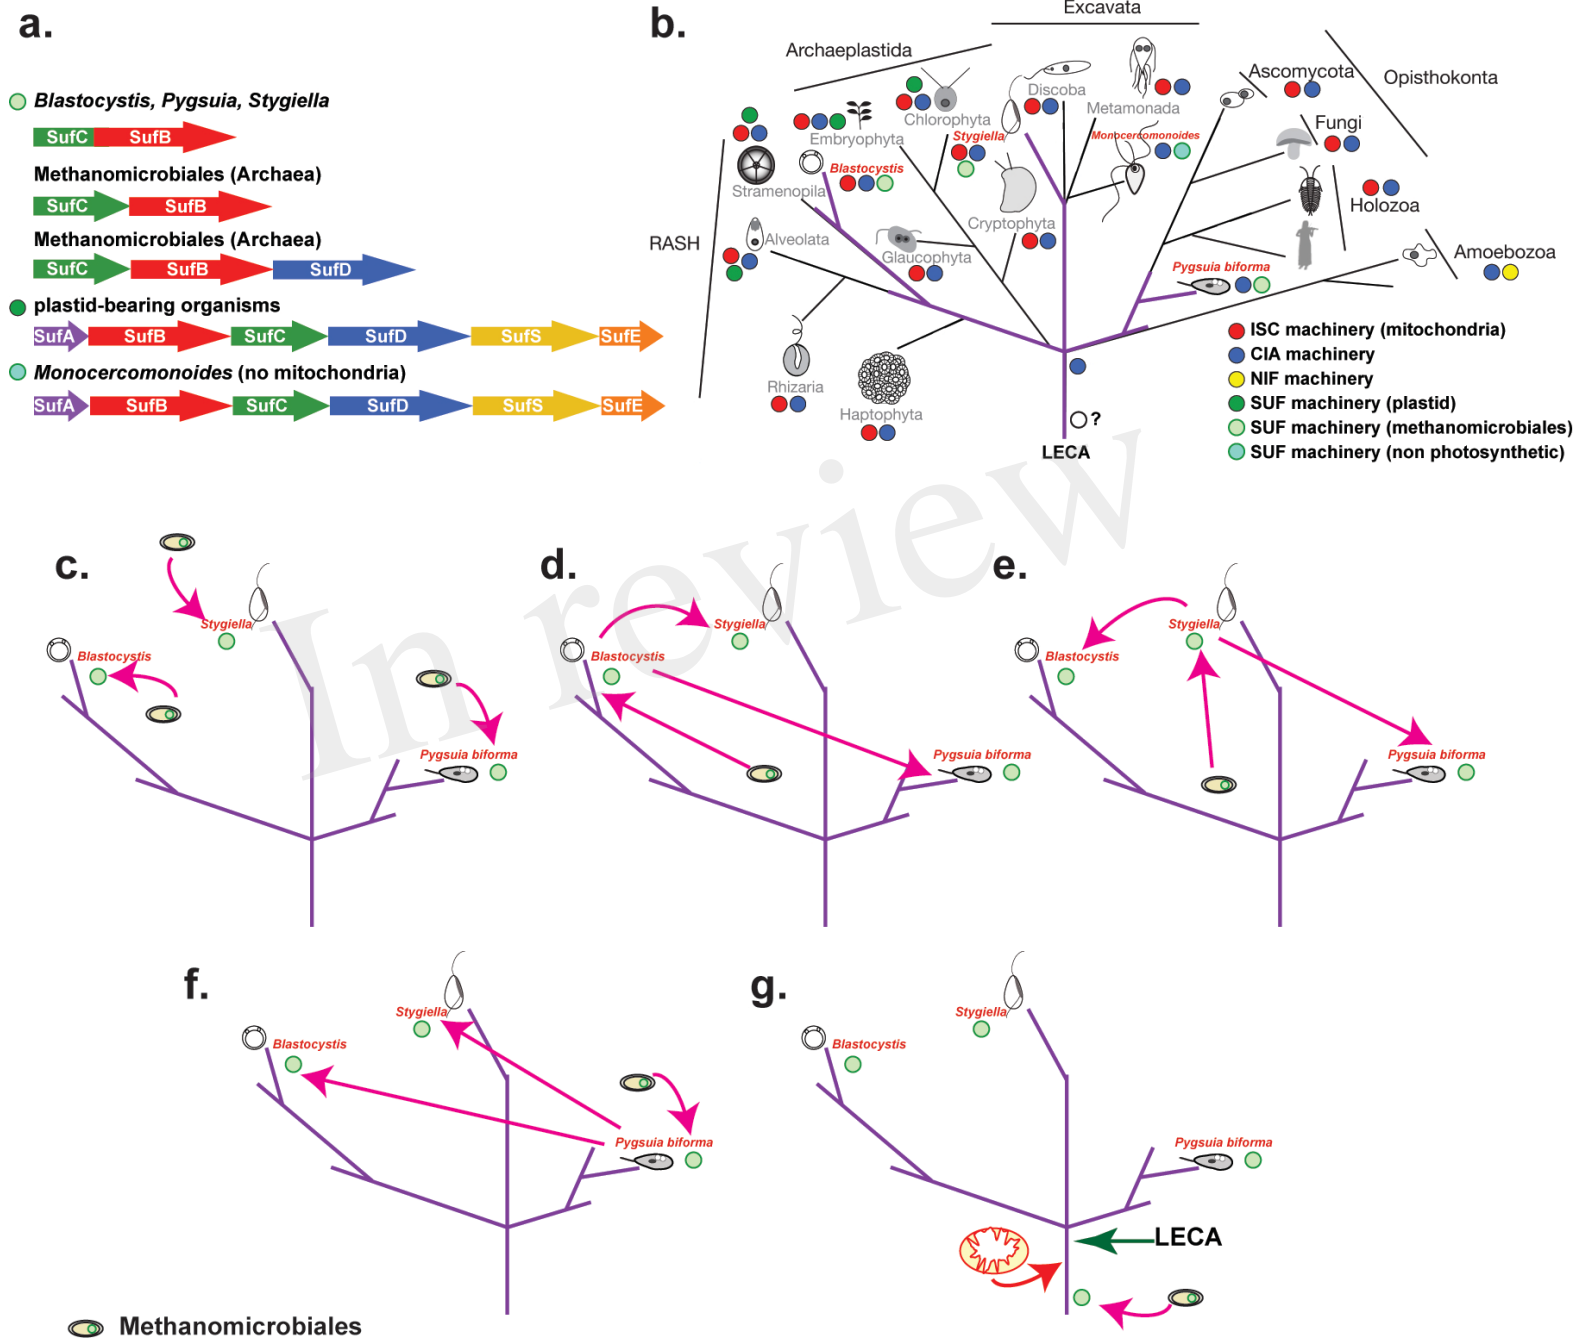 a.
Blastocystis, Pygsuia, Stygiella
SufC SufB
Methanomicrobiales (Archaea)
SufC SufB
Methanomicrobiales (Archaea)
SufC SufB SufD
plastid-bearing organisms
SufA SufB SufC SufD SufS SufE
Monocercomonoides (no mitochondria)
SufA SufB SufC SufD SufS SufE
b.
Excavata
Archaeplastida
Ascomycota
Opisthokonta
Discoba
Metamonada
Chlorophyta
Fungi
Embryophyta
Stygiella
Monocercomonoides
Blastocystis
Stramenopila
Holozoa
Cryptophyta
RASH
Alveolata
Glaucophyta
Amoebozoa
Pygsuia biforma
Rhizaria
Haptophyta
?
LECA
ISC machinery (mitochondria)
CIA machinery
NIF machinery
SUF machinery (plastid)
SUF machinery (methanomicrobiales)
SUF machinery (non photosynthetic)
In review
c.
Stygiella
Blastocystis
Pygsuia biforma
d.
Stygiella
Blastocystis
Pygsuia biforma
e.
Stygiella
Blastocystis
Pygsuia biforma
f.
Stygiella
Blastocystis
Pygsuia biforma
g.
Stygiella
Blastocystis
Pygsuia biforma
LECA
Methanomicrobiales